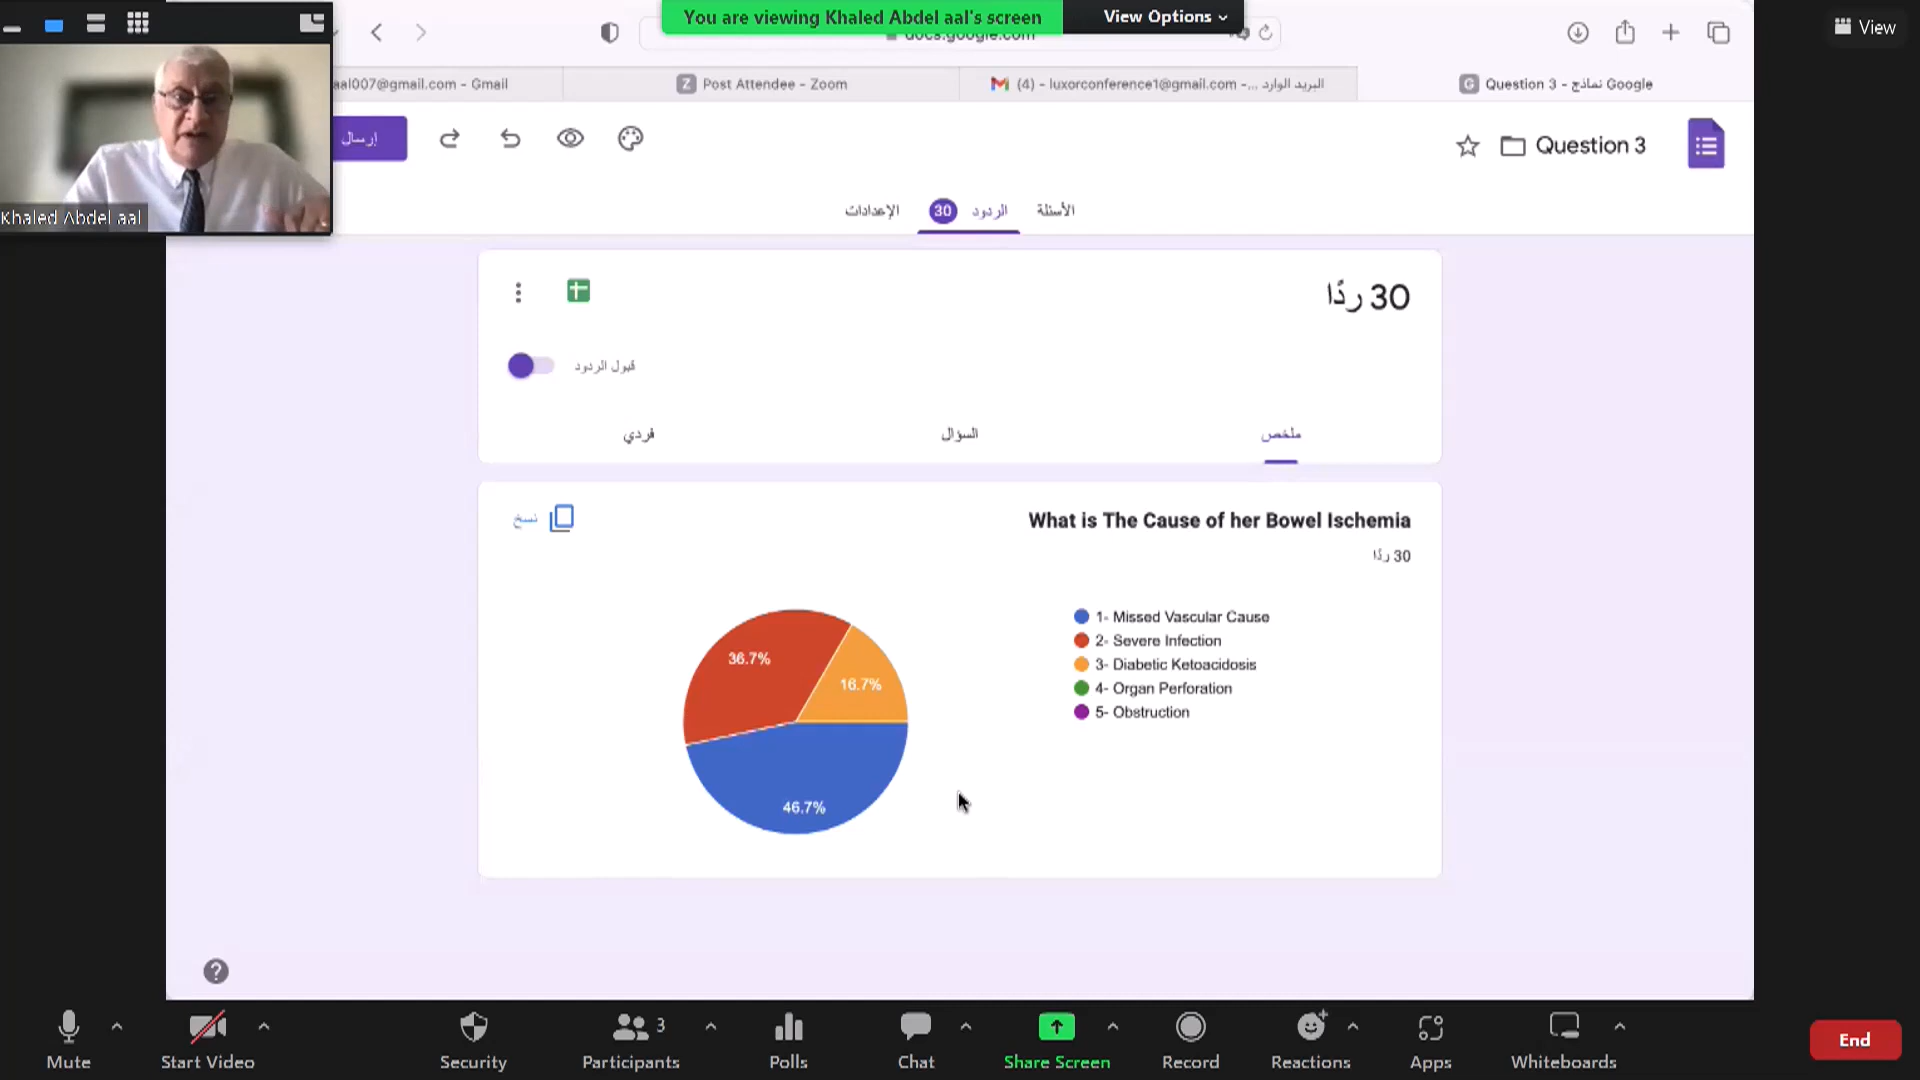 You are viewing Khaled Abdel aal's screen
View Options
View
docs.google.com
aal007@gmail.com - Gmail
Post Attendee - Zoom
(4) - luxorconference1@gmail.com -... البريد الوارد
Question 3 - نماذج Google
إرسال
Question 3
Khaled Abdel aal
الأسئلة
الردود 30
الإعدادات
30 ردًا
قبول الردود
ملخص
السؤال
فردي
What is The Cause of her Bowel Ischemia
نسخ
30 ردًا
1- Missed Vascular Cause
2- Severe Infection
3- Diabetic Ketoacidosis
4- Organ Perforation
5- Obstruction
36.7%
16.7%
46.7%
Mute
Start Video
Security
Participants
3
Polls
Chat
Share Screen
Record
Reactions
Apps
Whiteboards
End